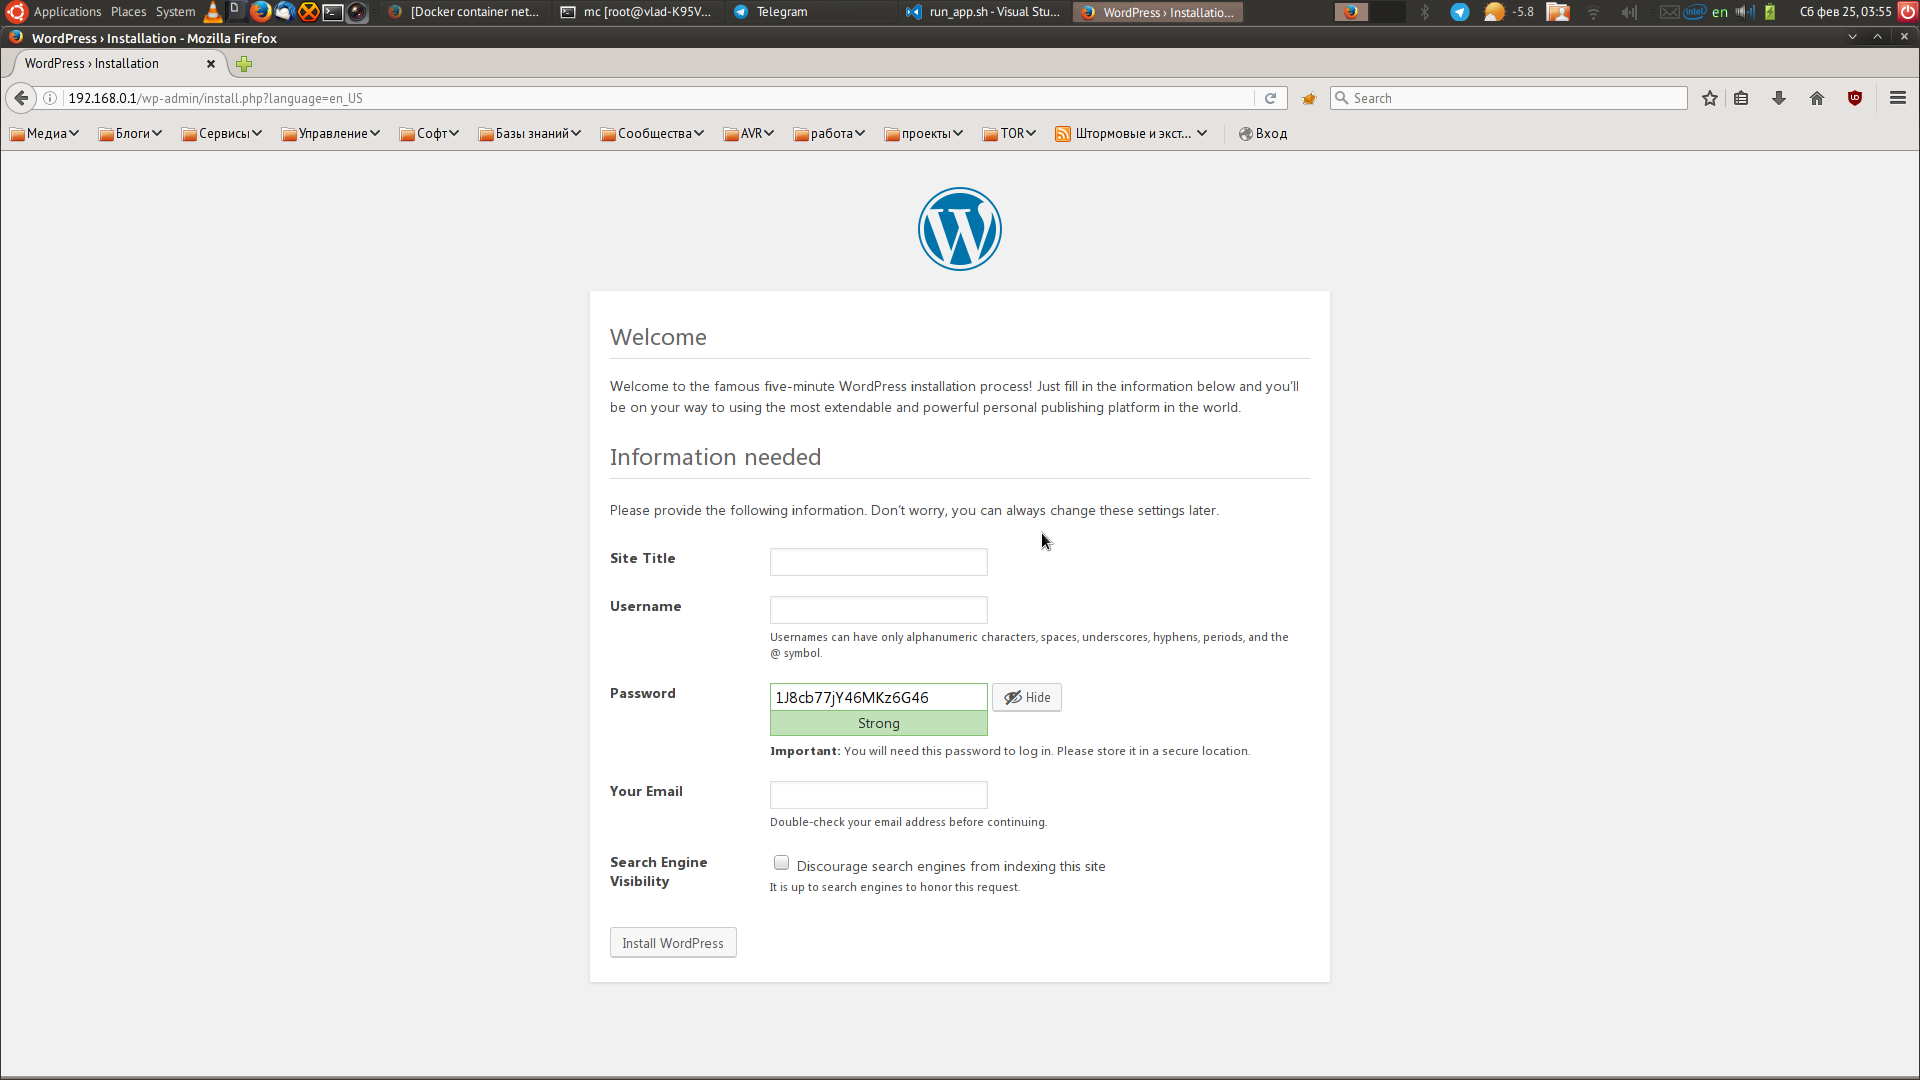 Applications Places System [Docker container net... mc [root@vlad-K95V... Telegram run_app.sh - Visual Stu... WordPress › Installatio... -5.8 intel en Сб фев 25, 03:55
WordPress › Installation - Mozilla Firefox
WordPress › Installation
192.168.0.1/wp-admin/install.php?language=en_US Search
Медиа Блоги Сервисы Управление Софт Базы знаний Сообщества AVR работа проекты TOR Штормовые и экст... Вход
Welcome
Welcome to the famous five-minute WordPress installation process! Just fill in the information below and you’ll
be on your way to using the most extendable and powerful personal publishing platform in the world.
Information needed
Please provide the following information. Don’t worry, you can always change these settings later.
Site Title
Username
Usernames can have only alphanumeric characters, spaces, underscores, hyphens, periods, and the
@ symbol.
Password 1J8cb77jY46MKz6G46 Hide
Strong
Important: You will need this password to log in. Please store it in a secure location.
Your Email
Double-check your email address before continuing.
Search Engine
Visibility
Discourage search engines from indexing this site
It is up to search engines to honor this request.
Install WordPress